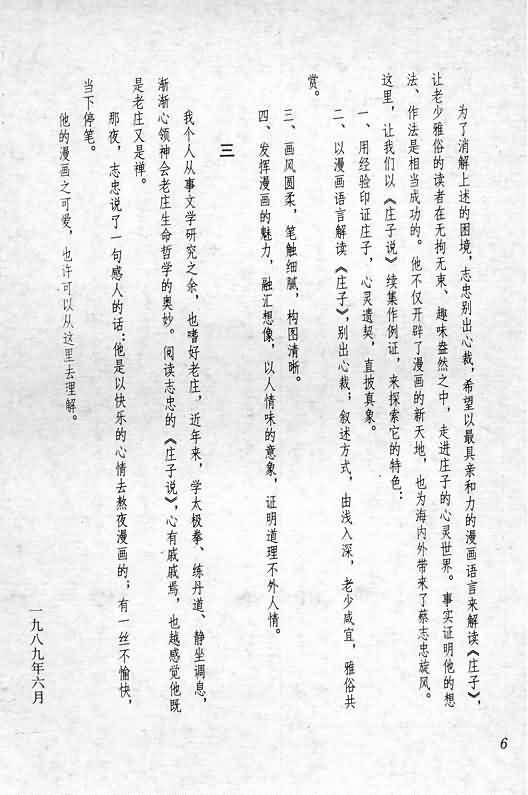 为了消解上述的困境，志忠别出心裁；希望以最具亲和力的漫画语言来解读《庄子》，
让老少雅俗的读者在无拘无束、趣味盎然之中，走进庄子的心灵世界。事实证明他的想
法、作法是相当成功的。他不仅开辟了漫画的新天地，也为海内外带来了蔡志忠旋风。
这里，让我们以《庄子说》续集作例证，来探索它的特色：
一、用经验印证庄子，心灵遗契，直披真象。
二、以漫画语言解读《庄子》，别出心裁；叙述方式，由浅入深，老少咸宜，雅俗共
赏。
三、画风圆柔，笔触细腻，构图清晰。
四、发挥漫画的魅力，融汇想像，以人情味的意象，证明道理不外人情。
三
我个人从事文学研究之余，也嗜好老庄，近年来，学太极拳、练丹道、静坐调息，
渐渐心领神会老庄生命哲学的奥妙。阅读志忠的《庄子说》，心有戚戚焉，也越感觉他既
是老庄又是禅。
那夜，志忠说了一句感人的话：他是以快乐的心情去熬夜漫画的；有一丝不愉快，
当下停笔。
他的漫画之可爱，也许可以从这里去理解。
一九八九年六月
6